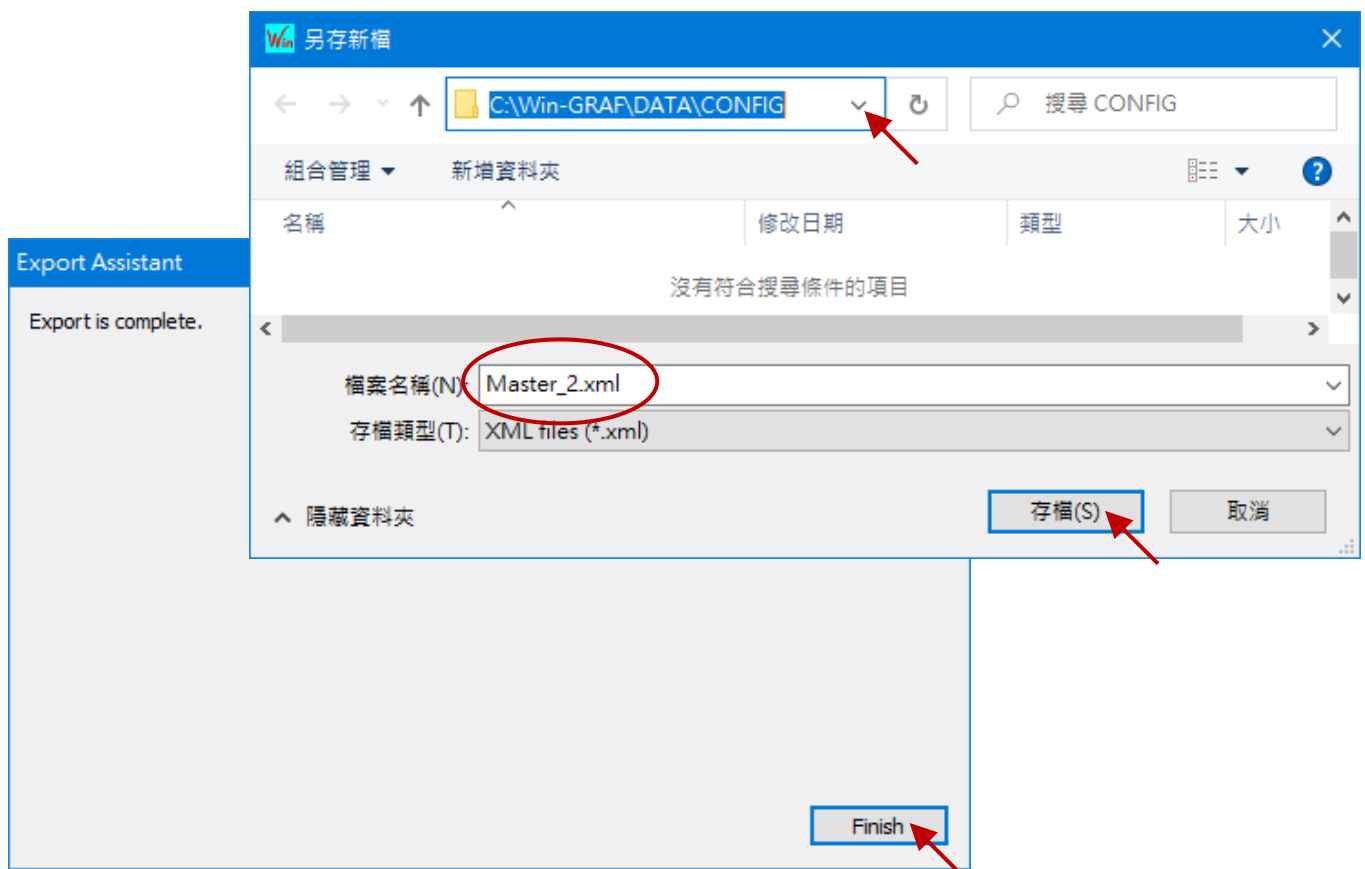 Win 另存新檔
C:\Win-GRAF\DATA\CONFIG
搜尋 CONFIG
組合管理
新增資料夾
?
名稱 修改日期 類型 大小
沒有符合搜尋條件的項目
Export Assistant
Export is complete.
檔案名稱(N): Master_2.xml
存檔類型(T): XML files (*.xml)
隱藏資料夾
存檔(S)
取消
Finish